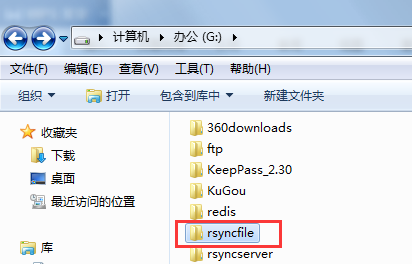 计算机 办公 (G:)
文件(F) 编辑(E) 查看(V) 工具(T) 帮助(H)
组织 打开 包含到库中 新建文件夹
收藏夹
下载
桌面
最近访问的位置
库
360downloads
ftp
KeepPass_2.30
KuGou
redis
rsyncfile
rsyncserver